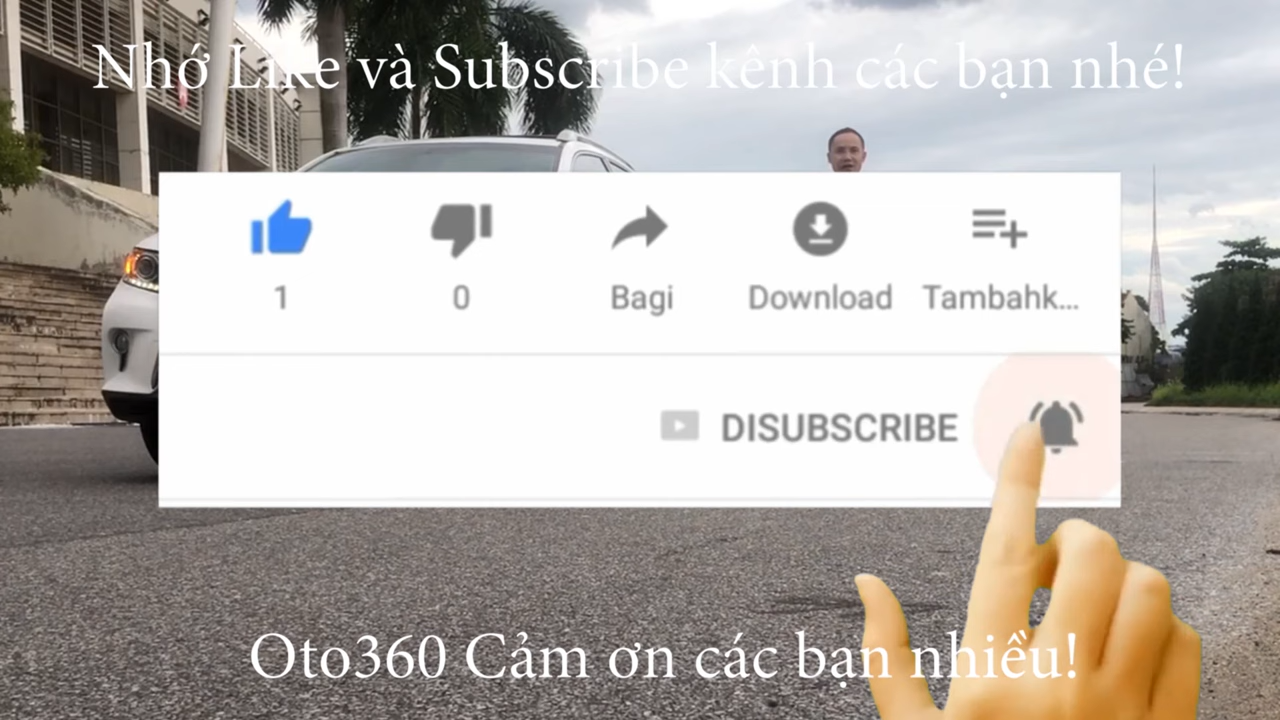 Nhớ Like và Subscribe kênh các bạn nhé!
1 0 Bagi Download Tambahk...
DISUBSCRIBE
Oto360 Cảm ơn các bạn nhiều!